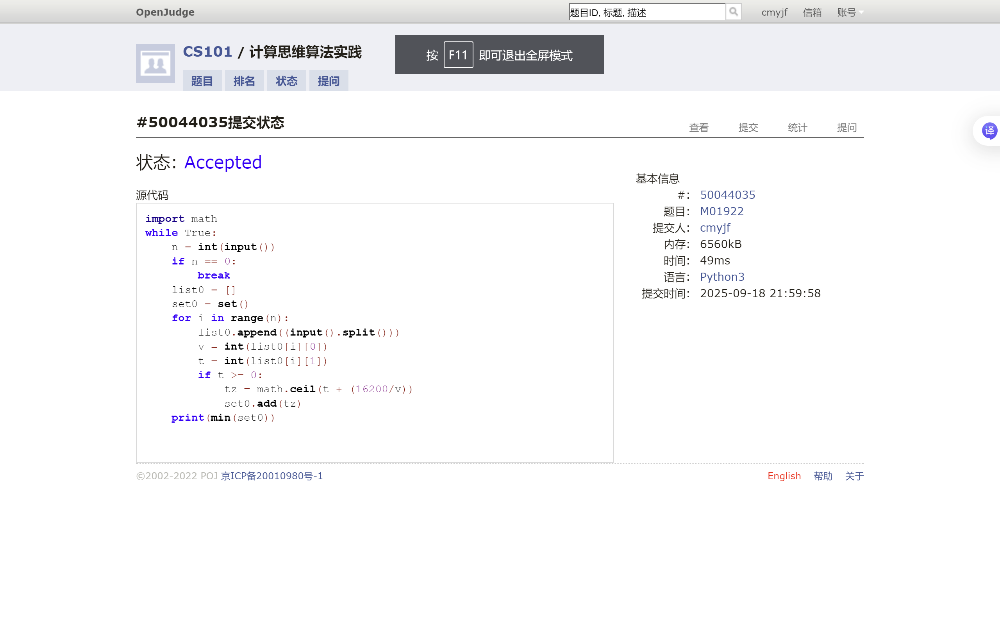 OpenJudge
题目ID, 标题, 描述
cmyjf 信箱 账号
CS101 / 计算思维算法实践
按 F11 即可退出全屏模式
题目 排名 状态 提问
#50044035提交状态
查看 提交 统计 提问
译
状态: Accepted
源代码
import math
while True:
    n = int(input())
    if n == 0:
        break
    list0 = []
    set0 = set()
    for i in range(n):
        list0.append((input().split()))
        v = int(list0[i][0])
        t = int(list0[i][1])
        if t >= 0:
            tz = math.ceil(t + (16200/v))
            set0.add(tz)
    print(min(set0))
基本信息
#: 50044035
题目: M01922
提交人: cmyjf
内存: 6560kB
时间: 49ms
语言: Python3
提交时间: 2025-09-18 21:59:58
©2002-2022 POJ 京ICP备20010980号-1
English 帮助 关于